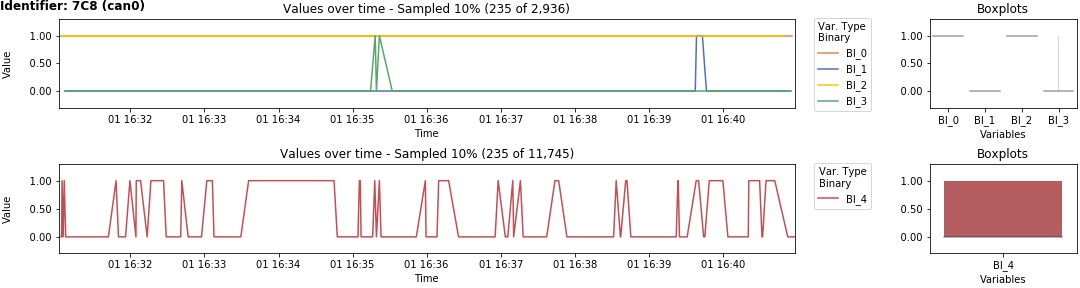 Identifier: 7C8 (can0)
Values over time - Sampled 10% (235 of 2,936)
Value
1.00
0.50
0.00
01 16:32 01 16:33 01 16:34 01 16:35 01 16:36 01 16:37 01 16:38 01 16:39 01 16:40
Time
Var. Type
Binary
BI_0
BI_1
BI_2
BI_3
Boxplots
1.00
0.50
0.00
BI_0 BI_1 BI_2 BI_3
Variables
Values over time - Sampled 10% (235 of 11,745)
Value
1.00
0.50
0.00
01 16:32 01 16:33 01 16:34 01 16:35 01 16:36 01 16:37 01 16:38 01 16:39 01 16:40
Time
Var. Type
Binary
BI_4
Boxplots
1.00
0.50
0.00
BI_4
Variables